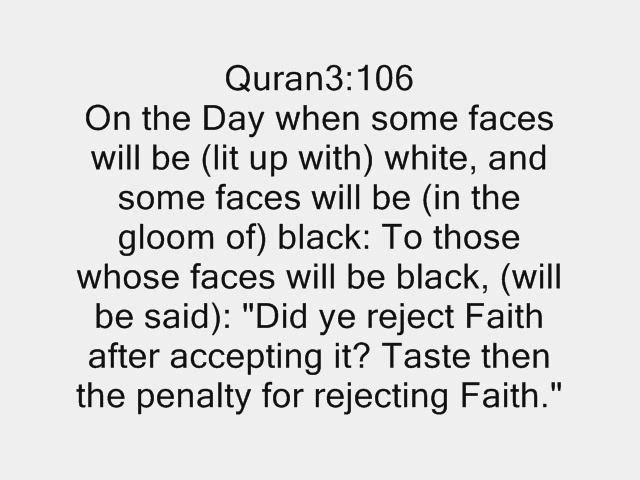 Quran3:106
On the Day when some faces
will be (lit up with) white, and
some faces will be (in the
gloom of) black: To those
whose faces will be black, (will
be said): "Did ye reject Faith
after accepting it? Taste then
the penalty for rejecting Faith."